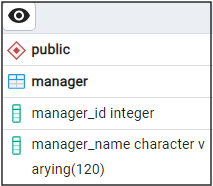 public
manager
manager_id integer
manager_name character v
arying(120)